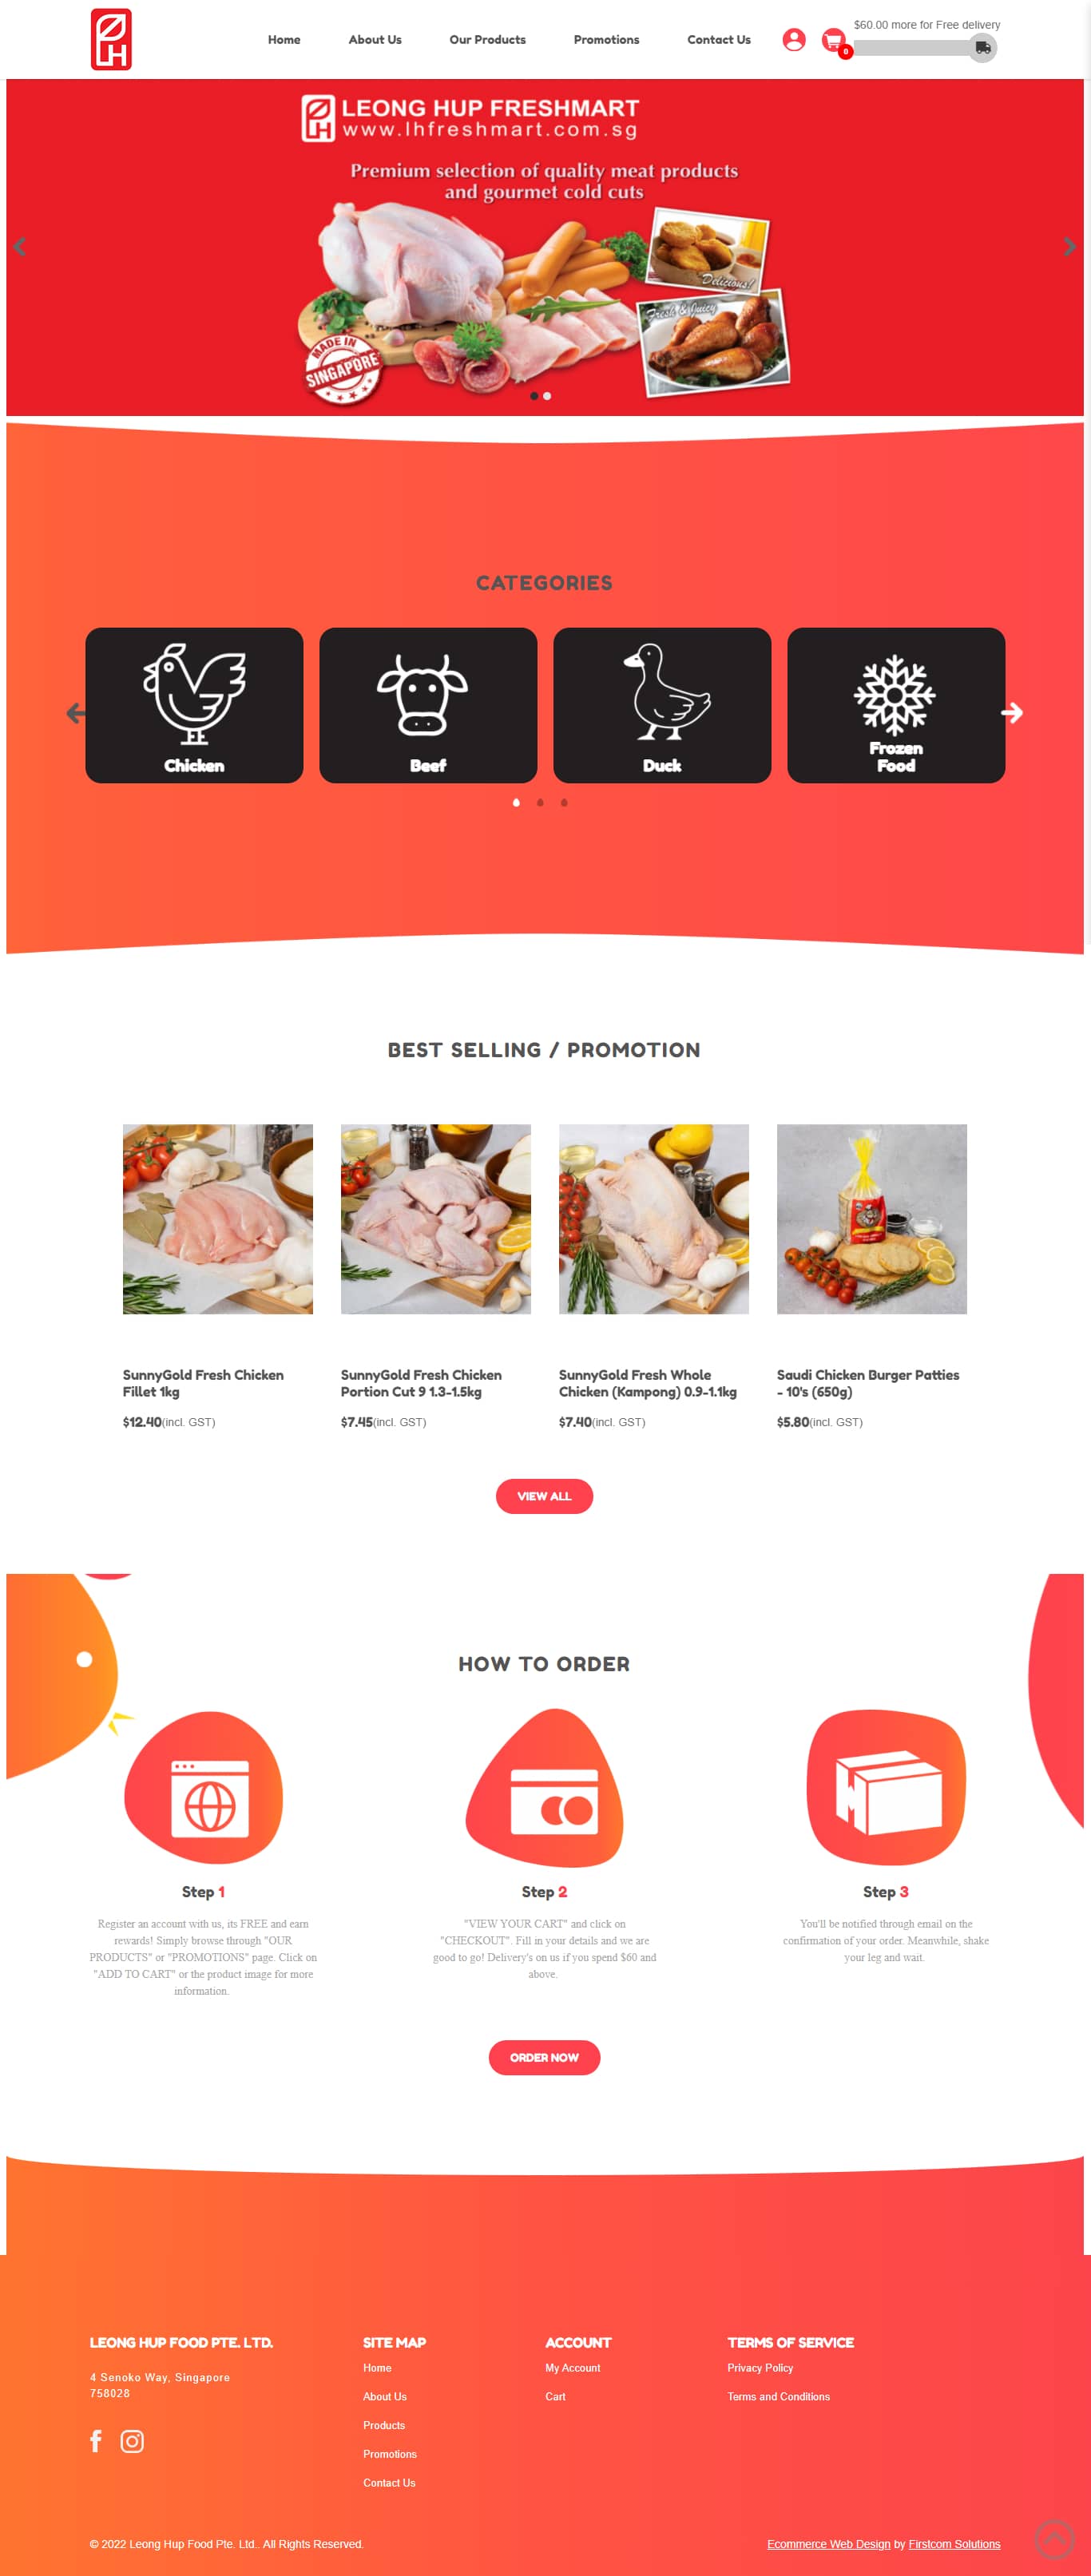 LH
Home
About Us
Our Products
Promotions
Contact Us
0
$60.00 more for Free delivery
LH
LEONG HUP FRESHMART
www.lhfreshmart.com.sg
Premium selection of quality meat products
and gourmet cold cuts
Delicious!
Fresh & Juicy
MADE IN
SINGAPORE
CATEGORIES
Chicken
Beef
Duck
Frozen
Food
BEST SELLING / PROMOTION
SunnyGold Fresh Chicken
Fillet 1kg
$12.40(incl. GST)
SunnyGold Fresh Chicken
Portion Cut 9 1.3-1.5kg
$7.45(incl. GST)
SunnyGold Fresh Whole
Chicken (Kampong) 0.9-1.1kg
$7.40(incl. GST)
Saudi Chicken Burger Patties
- 10's (650g)
$5.80(incl. GST)
VIEW ALL
HOW TO ORDER
Step 1
Register an account with us, its FREE and earn
rewards! Simply browse through "OUR
PRODUCTS" or "PROMOTIONS" page. Click on
"ADD TO CART" or the product image for more
information.
Step 2
"VIEW YOUR CART" and click on
"CHECKOUT". Fill in your details and we are
good to go! Delivery's on us if you spend $60 and
above.
Step 3
You'll be notified through email on the
confirmation of your order. Meanwhile, shake
your leg and wait.
ORDER NOW
LEONG HUP FOOD PTE. LTD.
4 Senoko Way, Singapore
758028
SITE MAP
Home
About Us
Products
Promotions
Contact Us
ACCOUNT
My Account
Cart
TERMS OF SERVICE
Privacy Policy
Terms and Conditions
© 2022 Leong Hup Food Pte. Ltd.. All Rights Reserved.
Ecommerce Web Design by Firstcom Solutions